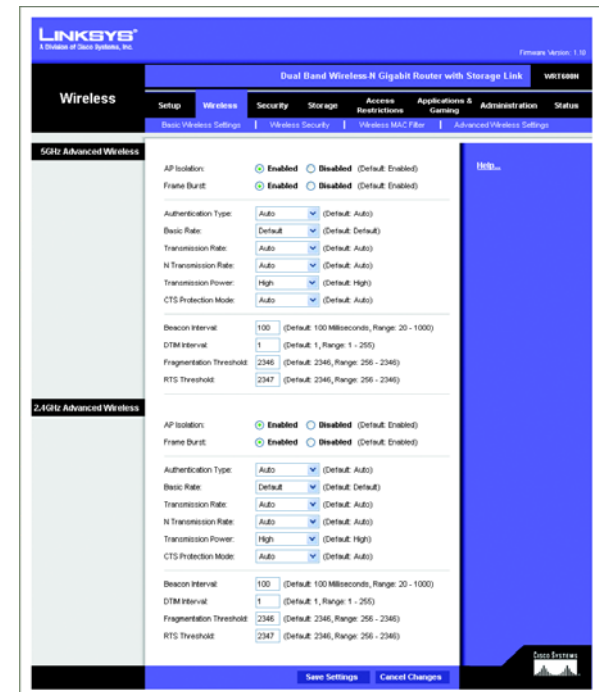 LINKSYS®
A Division of Cisco Systems, Inc.
Firmware Version: 1.10
Dual Band Wireless-N Gigabit Router with Storage Link WRT600N
Wireless
Setup Wireless Security Storage Access Restrictions Applications & Gaming Administration Status
Basic Wireless Settings | Wireless Security | Wireless MAC Filter | Advanced Wireless Settings
5GHz Advanced Wireless
Help...
AP Isolation: Enabled Disabled (Default: Enabled)
Frame Burst: Enabled Disabled (Default: Enabled)
Authentication Type: Auto (Default: Auto)
Basic Rate: Default (Default: Default)
Transmission Rate: Auto (Default: Auto)
N Transmission Rate: Auto (Default: Auto)
Transmission Power: High (Default: High)
CTS Protection Mode: Auto (Default: Auto)
Beacon Interval: 100 (Default: 100 Milliseconds, Range: 20 - 1000)
DTIM Interval: 1 (Default: 1, Range: 1 - 255)
Fragmentation Threshold: 2346 (Default: 2346, Range: 256 - 2346)
RTS Threshold: 2347 (Default: 2346, Range: 256 - 2346)
2.4GHz Advanced Wireless
AP Isolation: Enabled Disabled (Default: Enabled)
Frame Burst: Enabled Disabled (Default: Enabled)
Authentication Type: Auto (Default: Auto)
Basic Rate: Default (Default: Default)
Transmission Rate: Auto (Default: Auto)
N Transmission Rate: Auto (Default: Auto)
Transmission Power: High (Default: High)
CTS Protection Mode: Auto (Default: Auto)
Beacon Interval: 100 (Default: 100 Milliseconds, Range: 20 - 1000)
DTIM Interval: 1 (Default: 1, Range: 1 - 255)
Fragmentation Threshold: 2346 (Default: 2346, Range: 256 - 2346)
RTS Threshold: 2347 (Default: 2346, Range: 256 - 2346)
Save Settings Cancel Changes
CISCO SYSTEMS